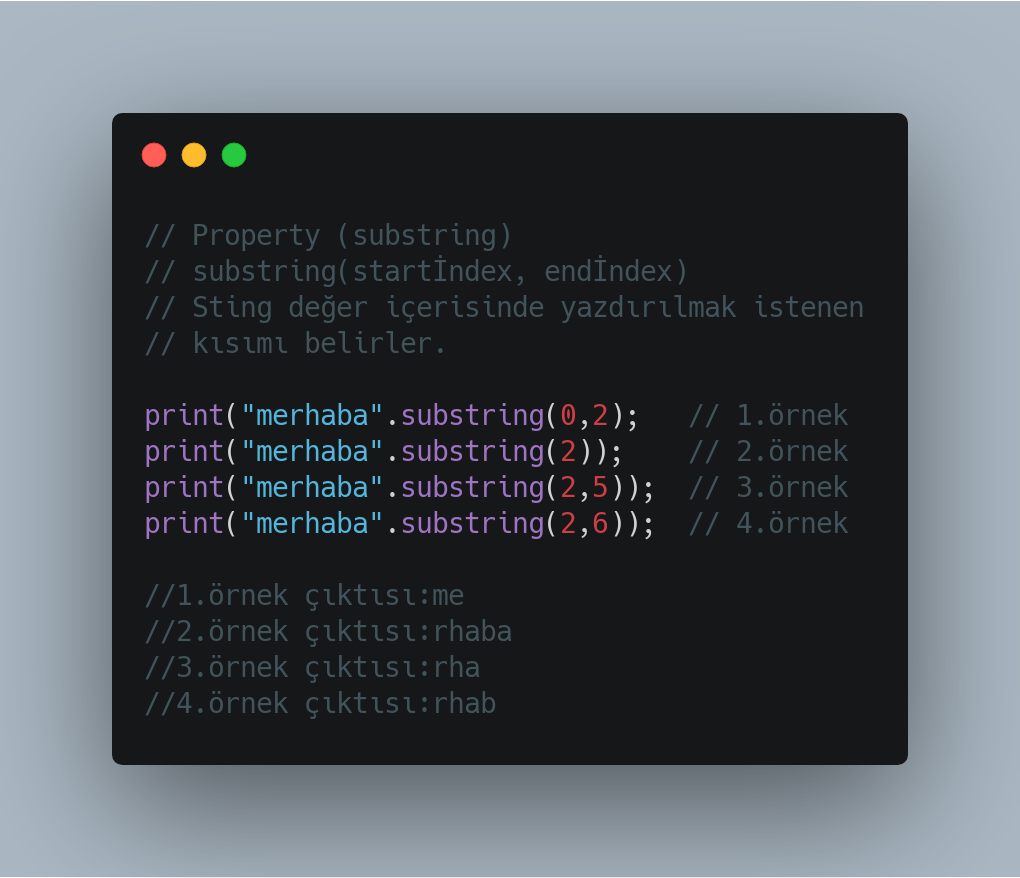 // Property (substring)
// substring(startİndex, endİndex)
// Sting değer içerisinde yazdırılmak istenen
// kısımı belirler.
print("merhaba".substring(0,2);   // 1.örnek
print("merhaba".substring(2));    // 2.örnek
print("merhaba".substring(2,5));  // 3.örnek
print("merhaba".substring(2,6));  // 4.örnek
//1.örnek çıktısı:me
//2.örnek çıktısı:rhaba
//3.örnek çıktısı:rha
//4.örnek çıktısı:rhab